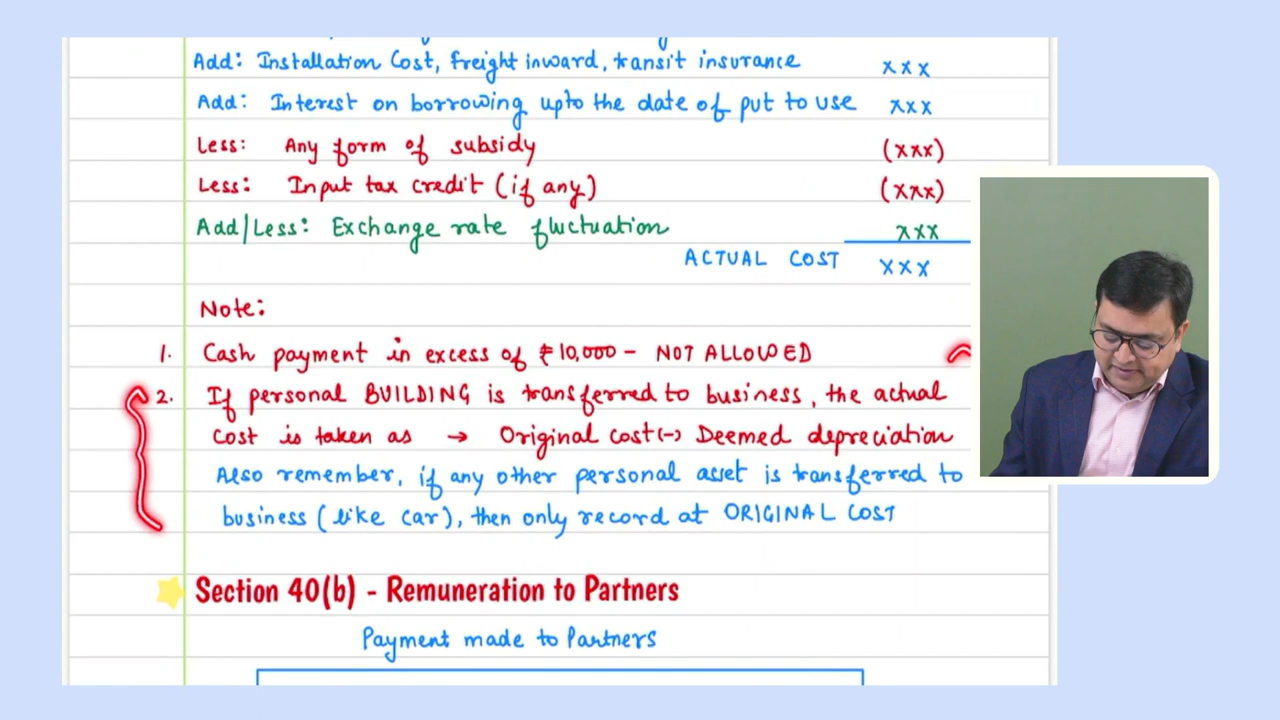 Add: Installation Cost, freight inward, transit insurance xxx
Add: Interest on borrowing upto the date of put to use xxx
Less: Any form of subsidy (xxx)
Less: Input tax credit (if any) (xxx)
Add/Less: Exchange rate fluctuation xxx
ACTUAL COST xxx
Note:
1. Cash payment in excess of ₹10,000 - NOT ALLOWED
2. If personal BUILDING is transferred to business, the actual
cost is taken as → Original cost (-) Deemed depreciation
Also remember, if any other personal asset is transferred to
business (like car), then only record at ORIGINAL COST
Section 40(b) - Remuneration to Partners
Payment made to Partners